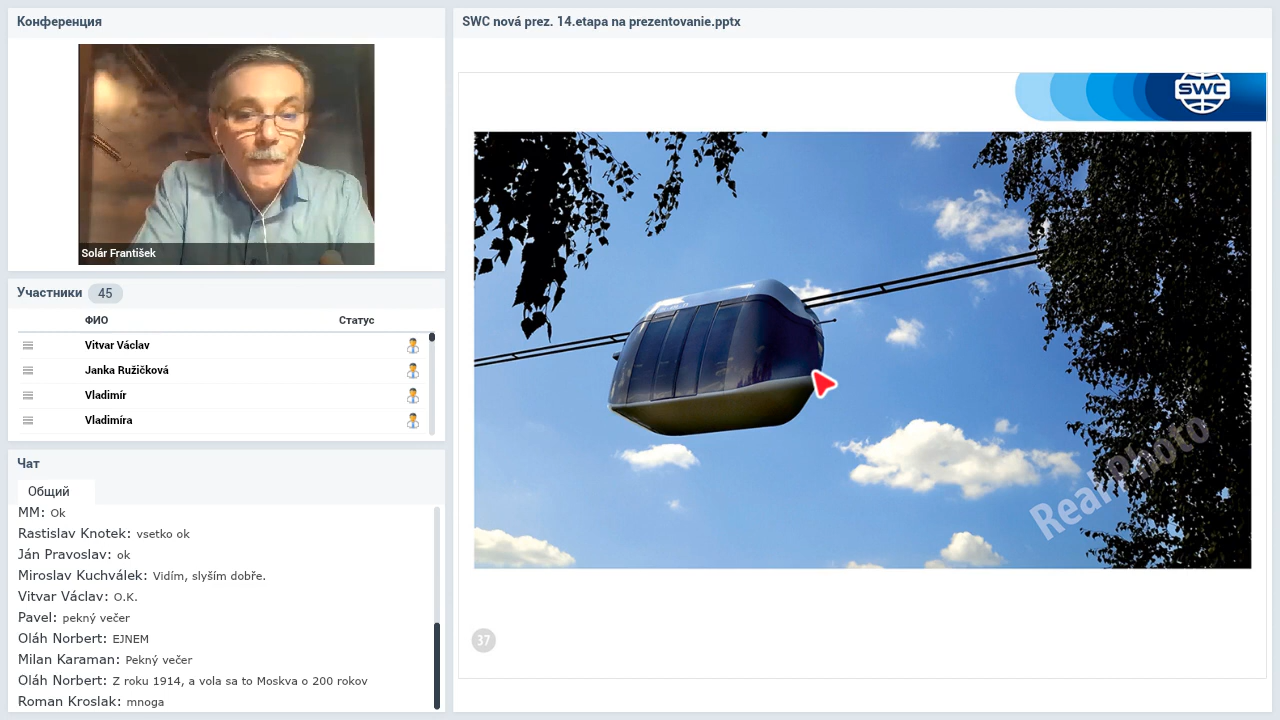 Конференция
Solár František
Участники 45
ФИО Статус
Vitvar Václav
Janka Ružičková
Vladimír
Vladimíra
Чат
Общий
MM: Ok
Rastislav Knotek: vsetko ok
Ján Pravoslav: ok
Miroslav Kuchválek: Vidím, slyším dobře.
Vitvar Václav: O.K.
Pavel: pekný večer
Oláh Norbert: EJNEM
Milan Karaman: Pekný večer
Oláh Norbert: Z roku 1914, a vola sa to Moskva o 200 rokov
Roman Kroslak: mnoga
SWC nová prez. 14.etapa na prezentovanie.pptx
SWC
Real Photo
37